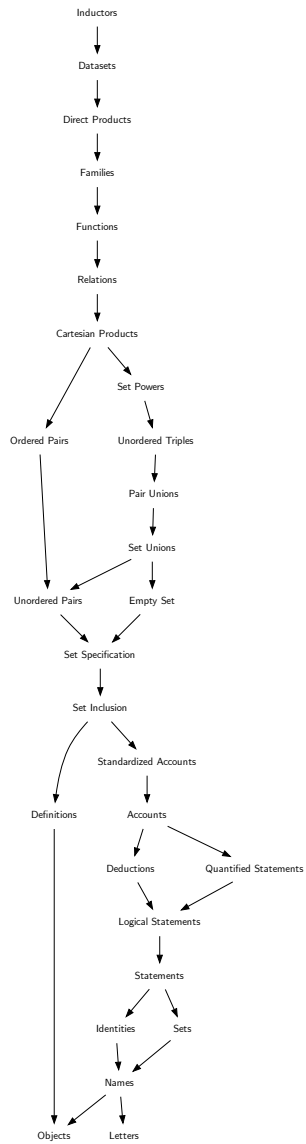 Inductors
Datasets
Direct Products
Families
Functions
Relations
Cartesian Products
Set Powers
Ordered Pairs Unordered Triples
Pair Unions
Set Unions
Unordered Pairs Empty Set
Set Specification
Set Inclusion
Standardized Accounts
Definitions Accounts
Deductions Quantified Statements
Logical Statements
Statements
Identities Sets
Names
Objects Letters